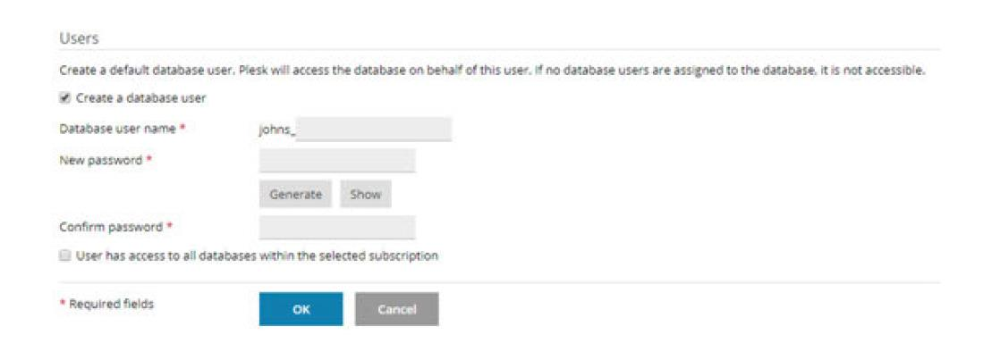 Users
Create a default database user. Plesk will access the database on behalf of this user. If no database users are assigned to the database, it is not accessible.
Create a database user
Database user name * johns_
New password *
Generate Show
Confirm password *
User has access to all databases within the selected subscription
* Required fields OK Cancel